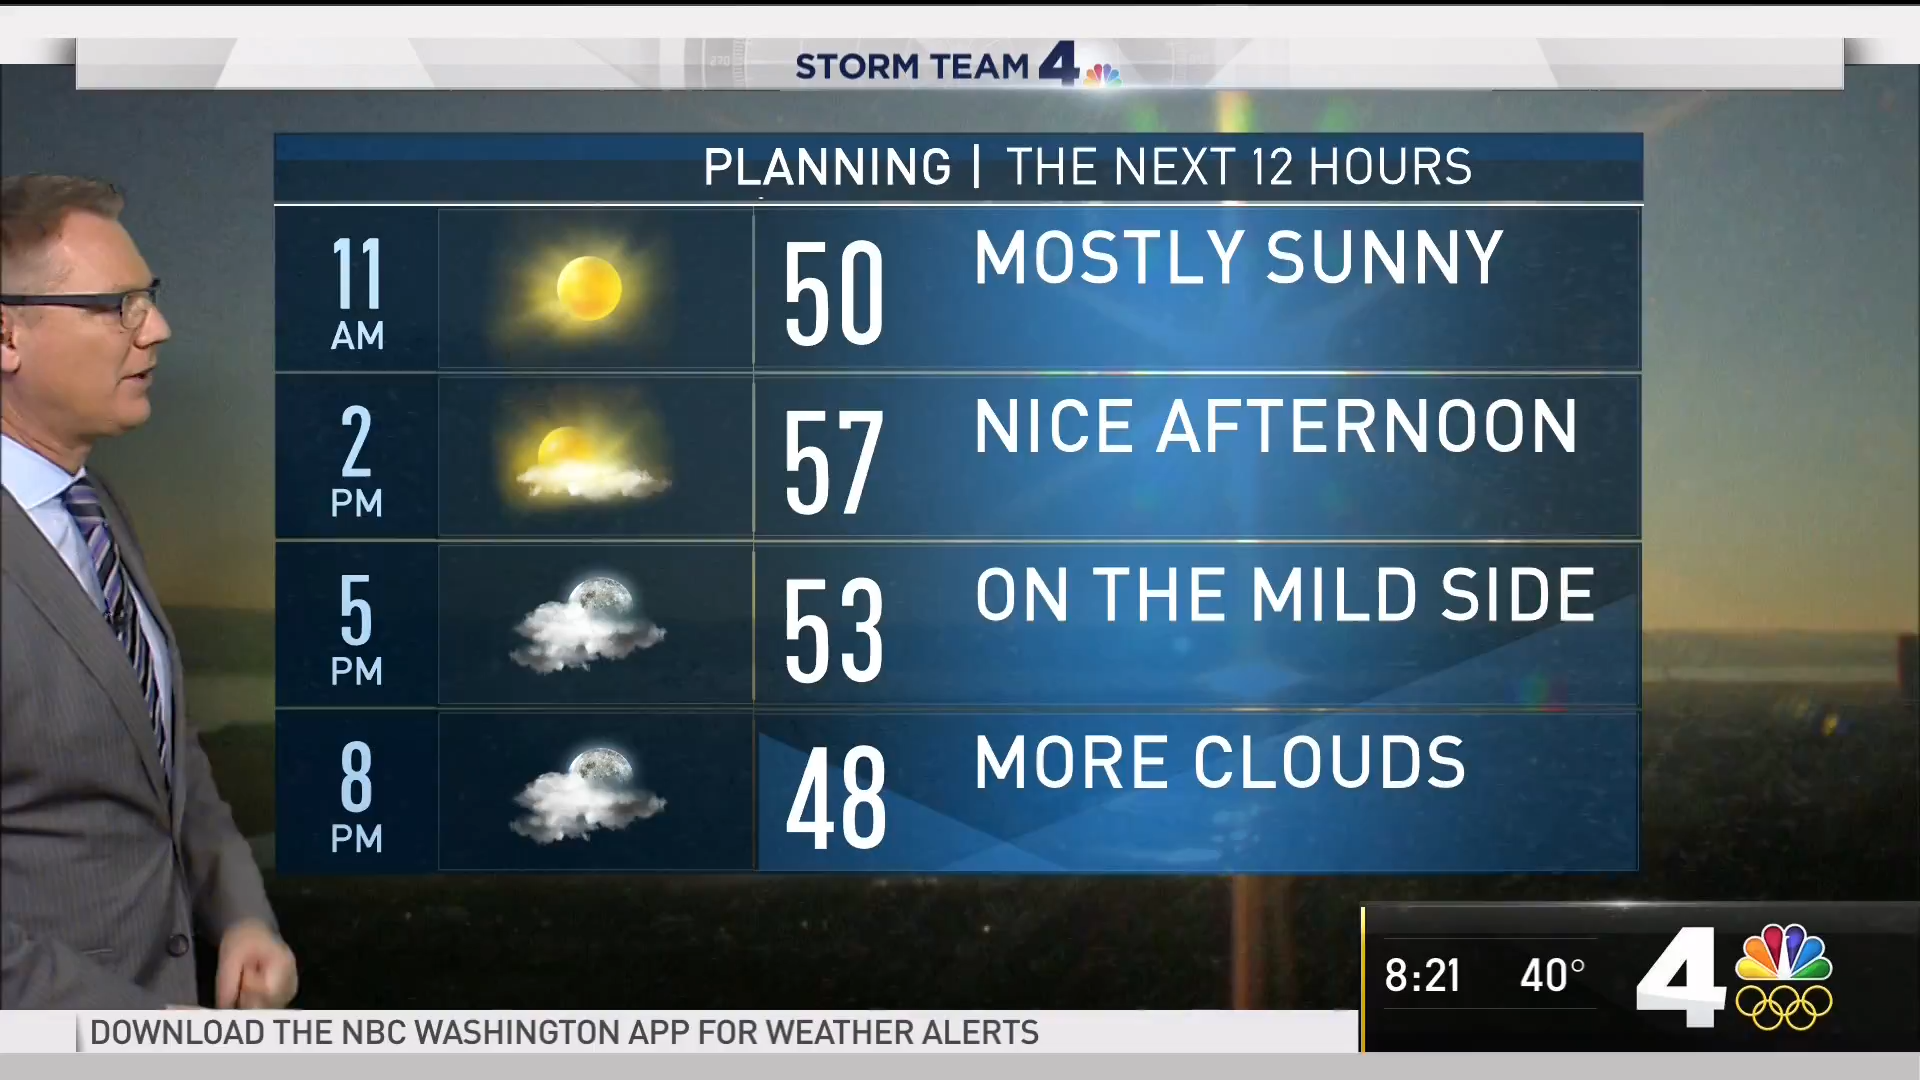 STORM TEAM 4
PLANNING | THE NEXT 12 HOURS
11 AM 50 MOSTLY SUNNY
2 PM 57 NICE AFTERNOON
5 PM 53 ON THE MILD SIDE
8 PM 48 MORE CLOUDS
8:21 40° 4
DOWNLOAD THE NBC WASHINGTON APP FOR WEATHER ALERTS